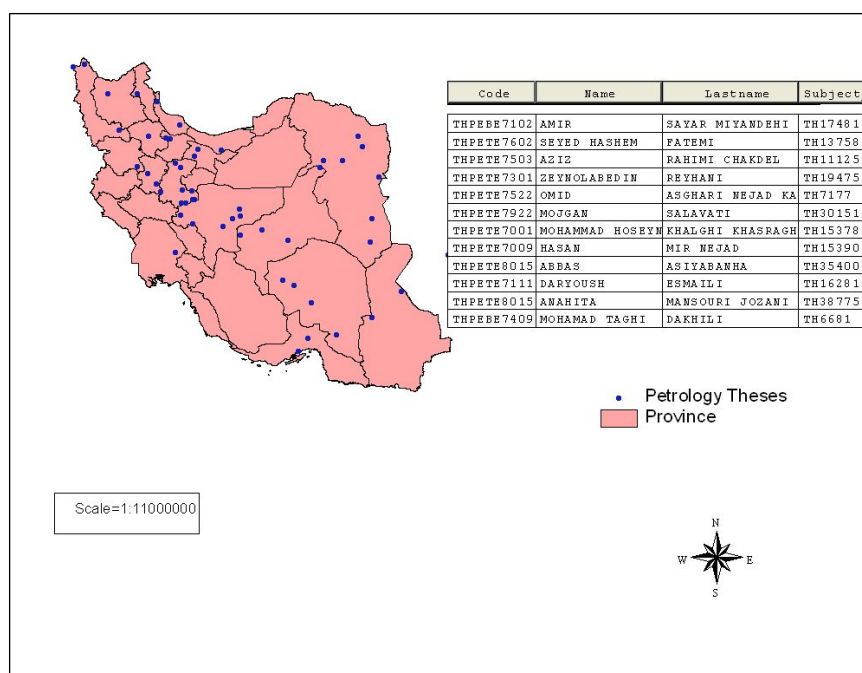 Code Name Lastname Subject
THPEBE7102 AMIR SAYAR MIYANDEHI TH17481
THPETE7602 SEYED HASHEM FATEMI TH13758
THPETE7503 AZIZ RAHIMI CHAKDEL TH11125
THPETE7301 ZEYNOLABEDIN REYHANI TH19475
THPETE7522 OMID ASGHARI NEJAD KA TH7177
THPETE7922 MOJGAN SALAVATI TH30151
THPETE7001 MOHAMMAD HOSEYN KHALGHI KHASRAGH TH15378
THPETE7009 HASAN MIR NEJAD TH15390
THPETE8015 ABBAS ASIYABANHA TH35400
THPETE7111 DARYOUSH ESMAILI TH16281
THPETE8015 ANAHITA MANSOURI JOZANI TH38775
THPEBE7409 MOHAMAD TAGHI DAKHILI TH6681
Petrology Theses
Province
Scale=1:11000000
N
W E
S